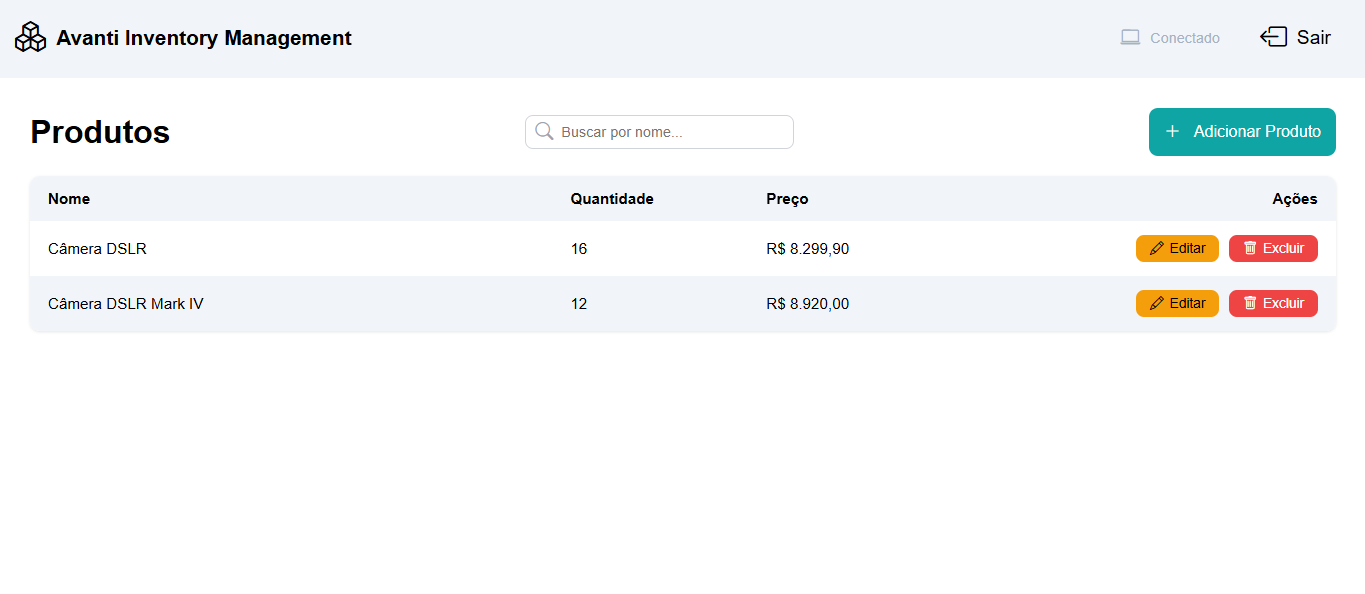 Avanti Inventory Management Conectado Sair
Produtos Buscar por nome... + Adicionar Produto
Nome Quantidade Preço Ações
Câmera DSLR 16 R$ 8.299,90 Editar Excluir
Câmera DSLR Mark IV 12 R$ 8.920,00 Editar Excluir